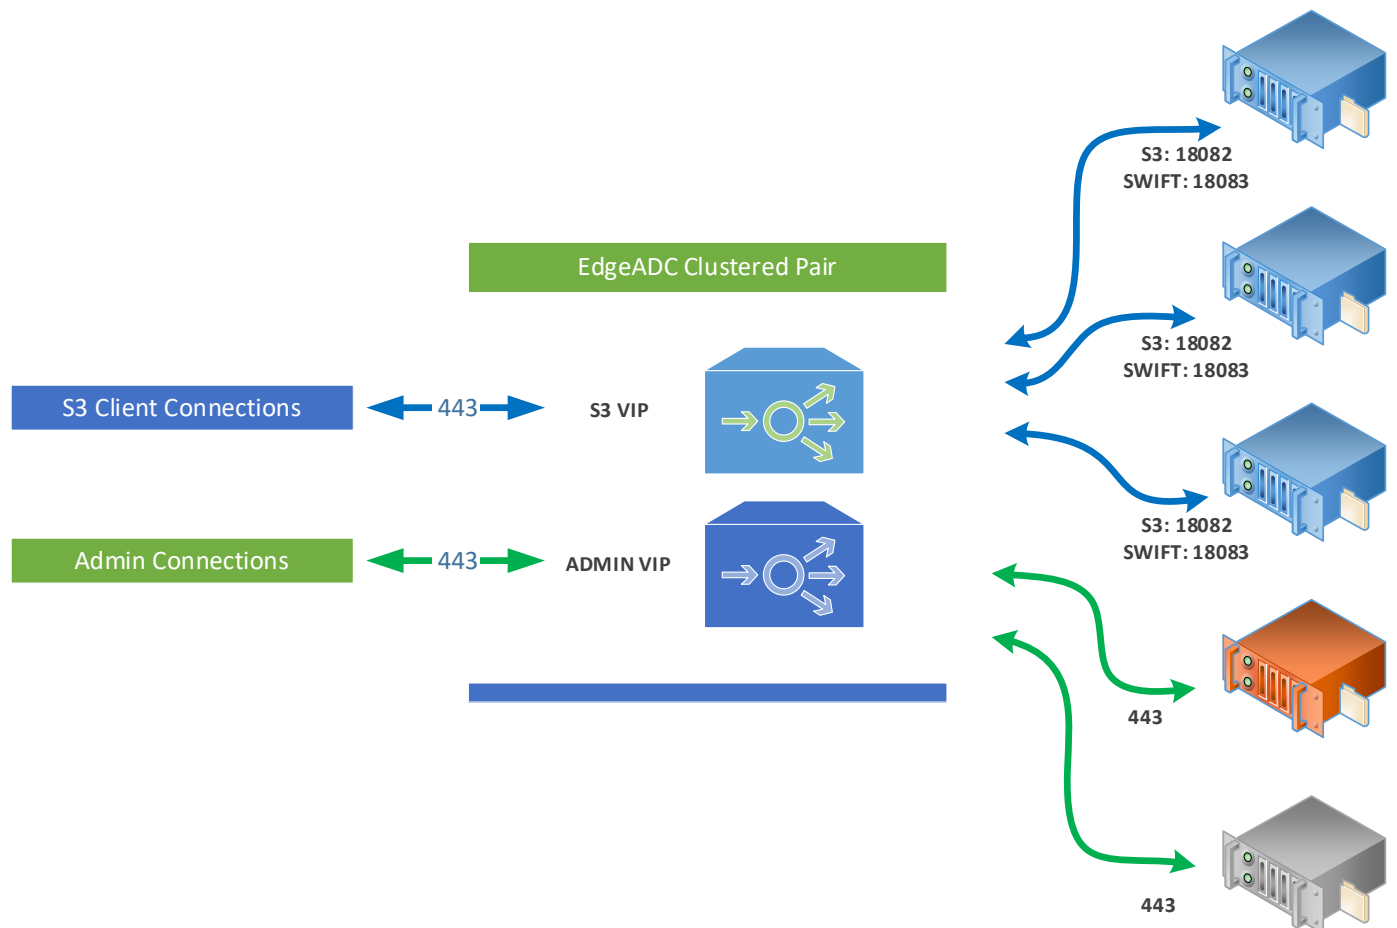 S3: 18082
SWIFT: 18083
EdgeADC Clustered Pair
S3: 18082
SWIFT: 18083
S3 Client Connections
443
S3 VIP
S3: 18082
SWIFT: 18083
Admin Connections
443
ADMIN VIP
443
443